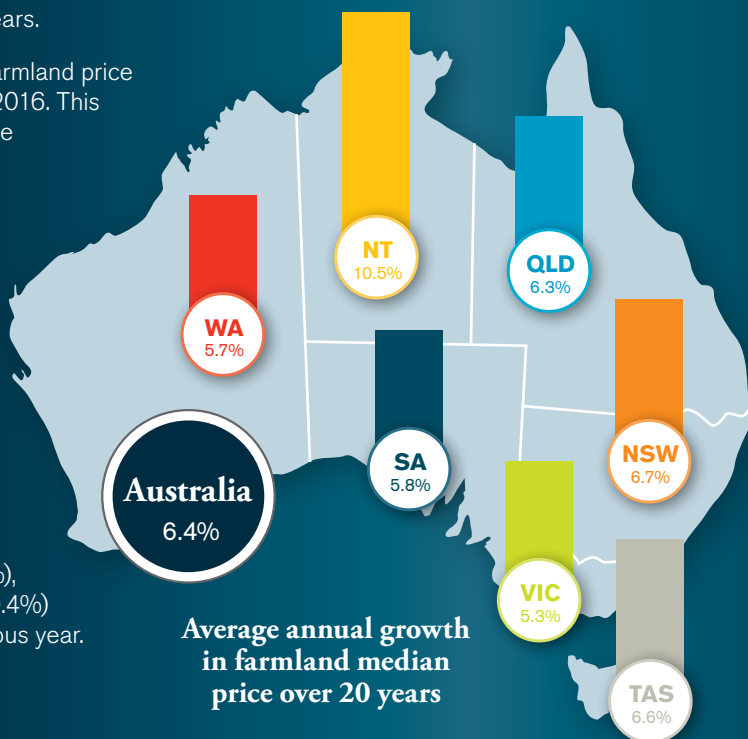 ears.
armland price
2016. This
e
NT
10.5%
QLD
6.3%
WA
5.7%
NSW
6.7%
SA
5.8%
Australia
6.4%
VIC
5.3%
TAS
6.6%
%),
.4%)
ous year.
Average annual growth
in farmland median
price over 20 years